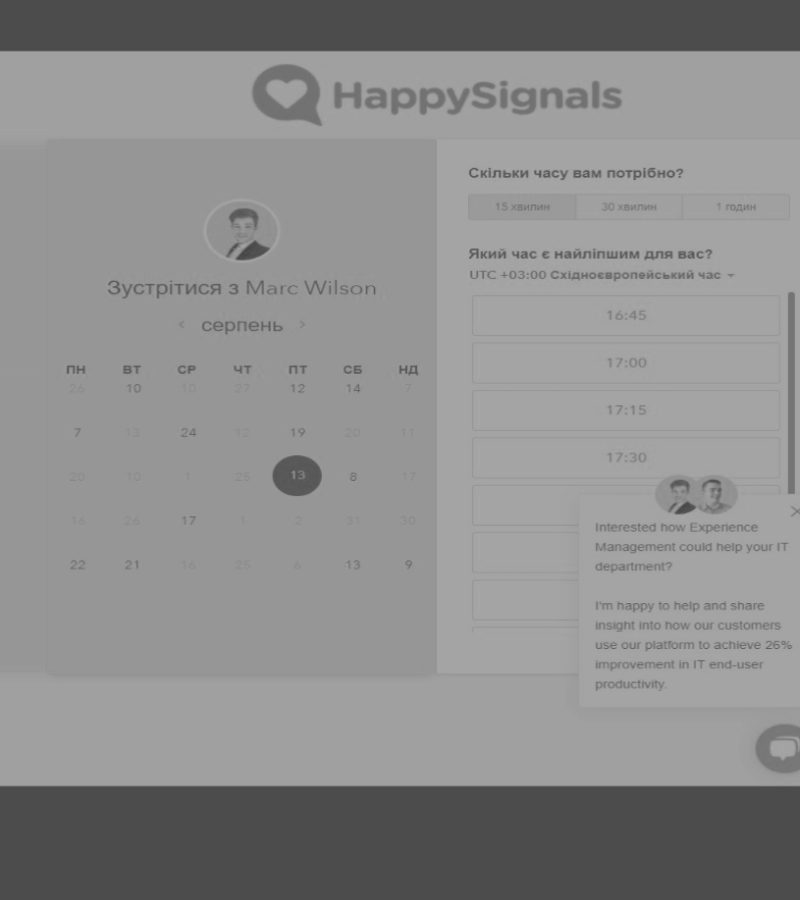 HappySignals
Зустрітися з Marc Wilson
серпень
ПН ВТ СР ЧТ ПТ СБ НД
26 10 10 27 12 14 7
7 13 24 12 19 20 11
20 10 1 25 13 8 17
16 26 17 1 2 31 30
22 21 16 25 6 13 9
Скільки часу вам потрібно?
15 хвилин 30 хвилин 1 годин
Який час є найліпшим для вас?
UTC +03:00 Східноєвропейський час
16:45
17:00
17:15
17:30
Interested how Experience
Management could help your IT
department?
I'm happy to help and share
insight into how our customers
use our platform to achieve 26%
improvement in IT end-user
productivity.